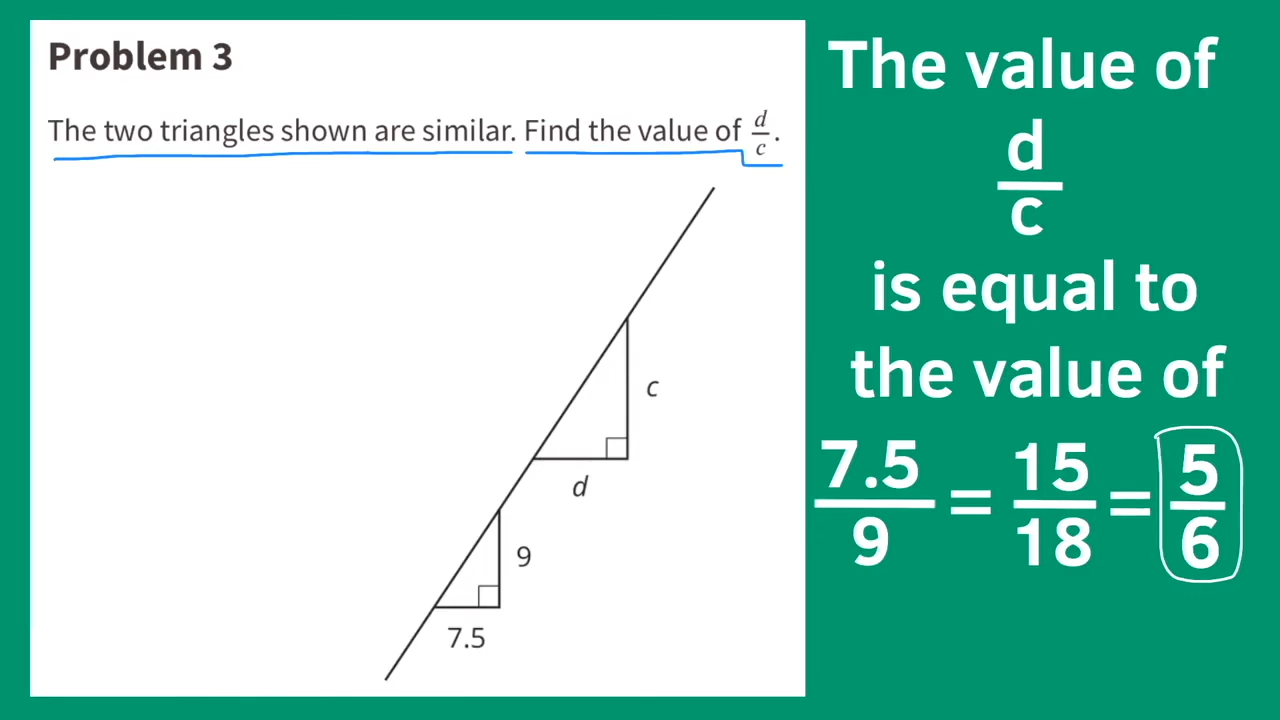 Problem 3
The two triangles shown are similar. Find the value of d/c.
c
d
9
7.5
The value of
d
c
is equal to
the value of
7.5/9 = 15/18 = 5/6